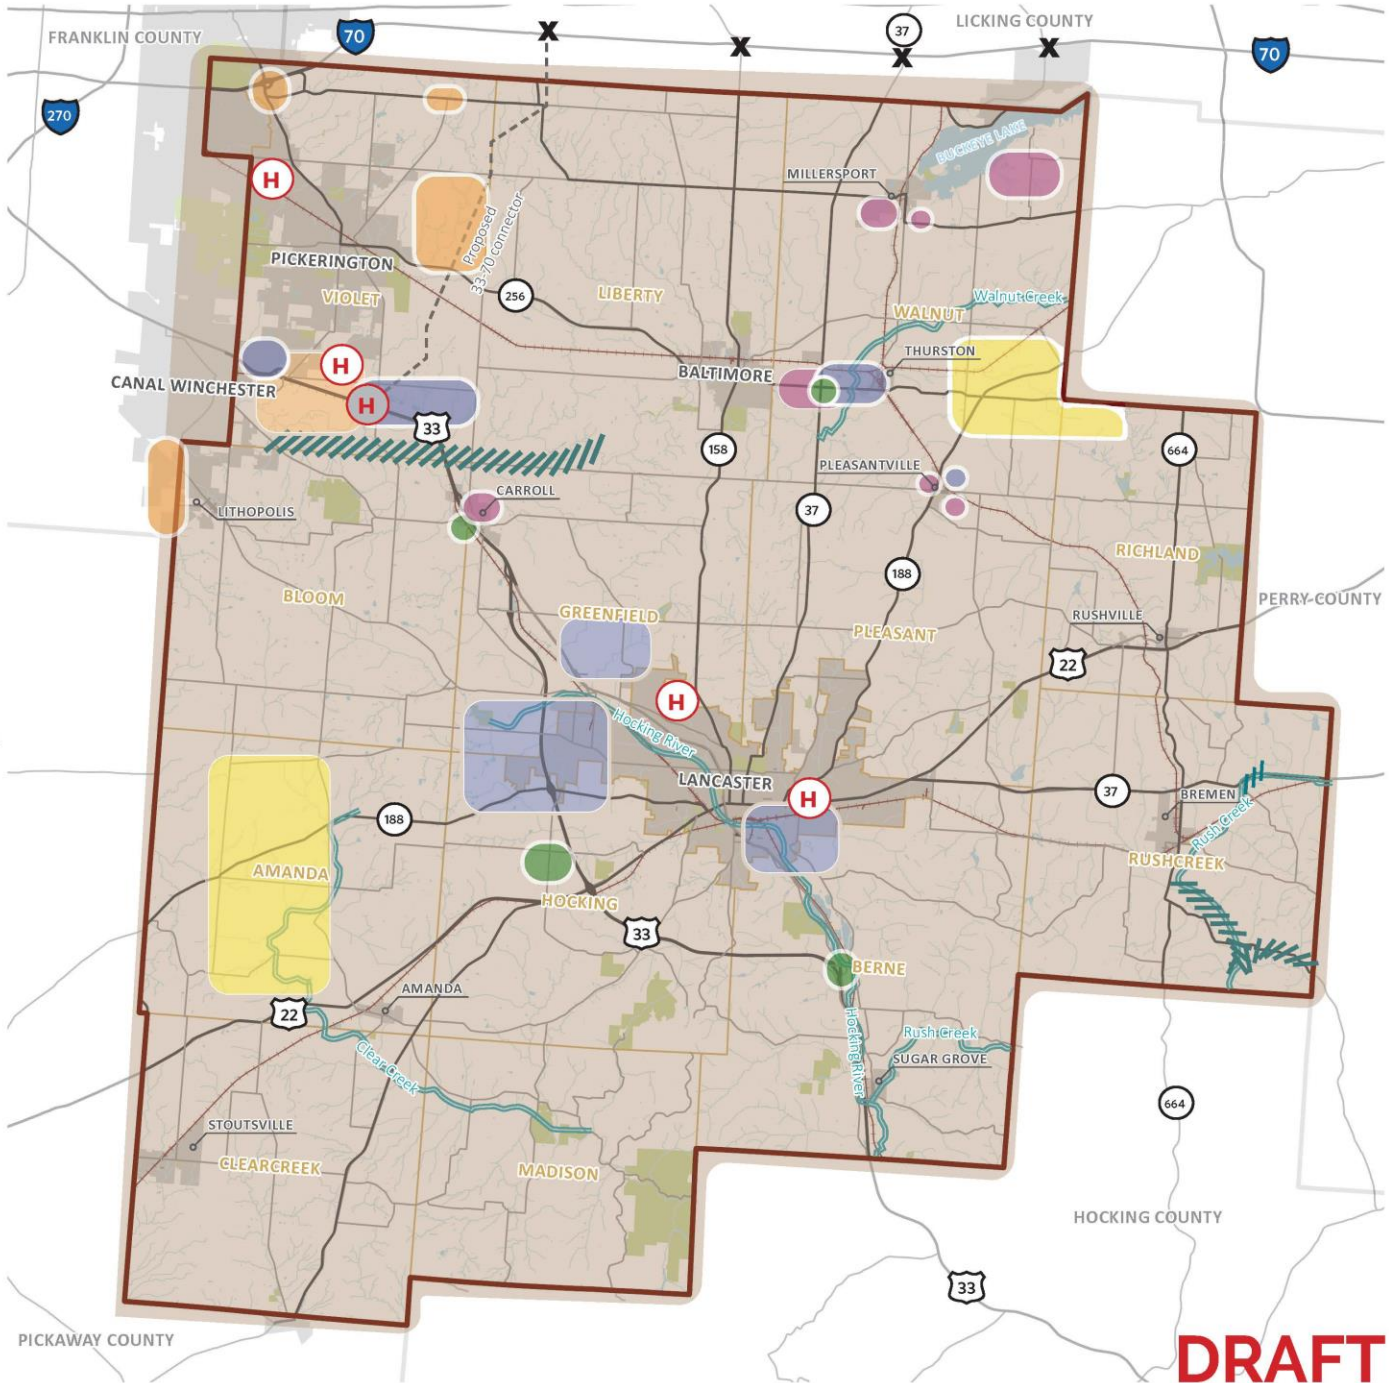 LICKING COUNTY
FRANKLIN COUNTY
70
X
37
X
X
X
70
270
BUCKEYE LAKE
MILLERSPORT
H
Proposed
33-70 connector
PICKERINGTON
VIOLET
256
LIBERTY
Walnut Creek
WALNUT
THURSTON
H
BALTIMORE
CANAL WINCHESTER
H
33
158
664
PLEASANTVILLE
CARROLL
LITHOPOLIS
37
RICHLAND
188
BLOOM
GREENFIELD
PERRY COUNTY
RUSHVILLE
PLEASANT
22
H
Hocking River
LANCASTER
H
37
BREMEN
188
Rush Creek
RUSHCREEK
AMANDA
HOCKING
33
BERNE
AMANDA
22
Hocking River
Rush Creek
SUGAR GROVE
Clear Creek
664
STOUTSVILLE
CLEARCREEK
MADISON
HOCKING COUNTY
33
PICKAWAY COUNTY
DRAFT